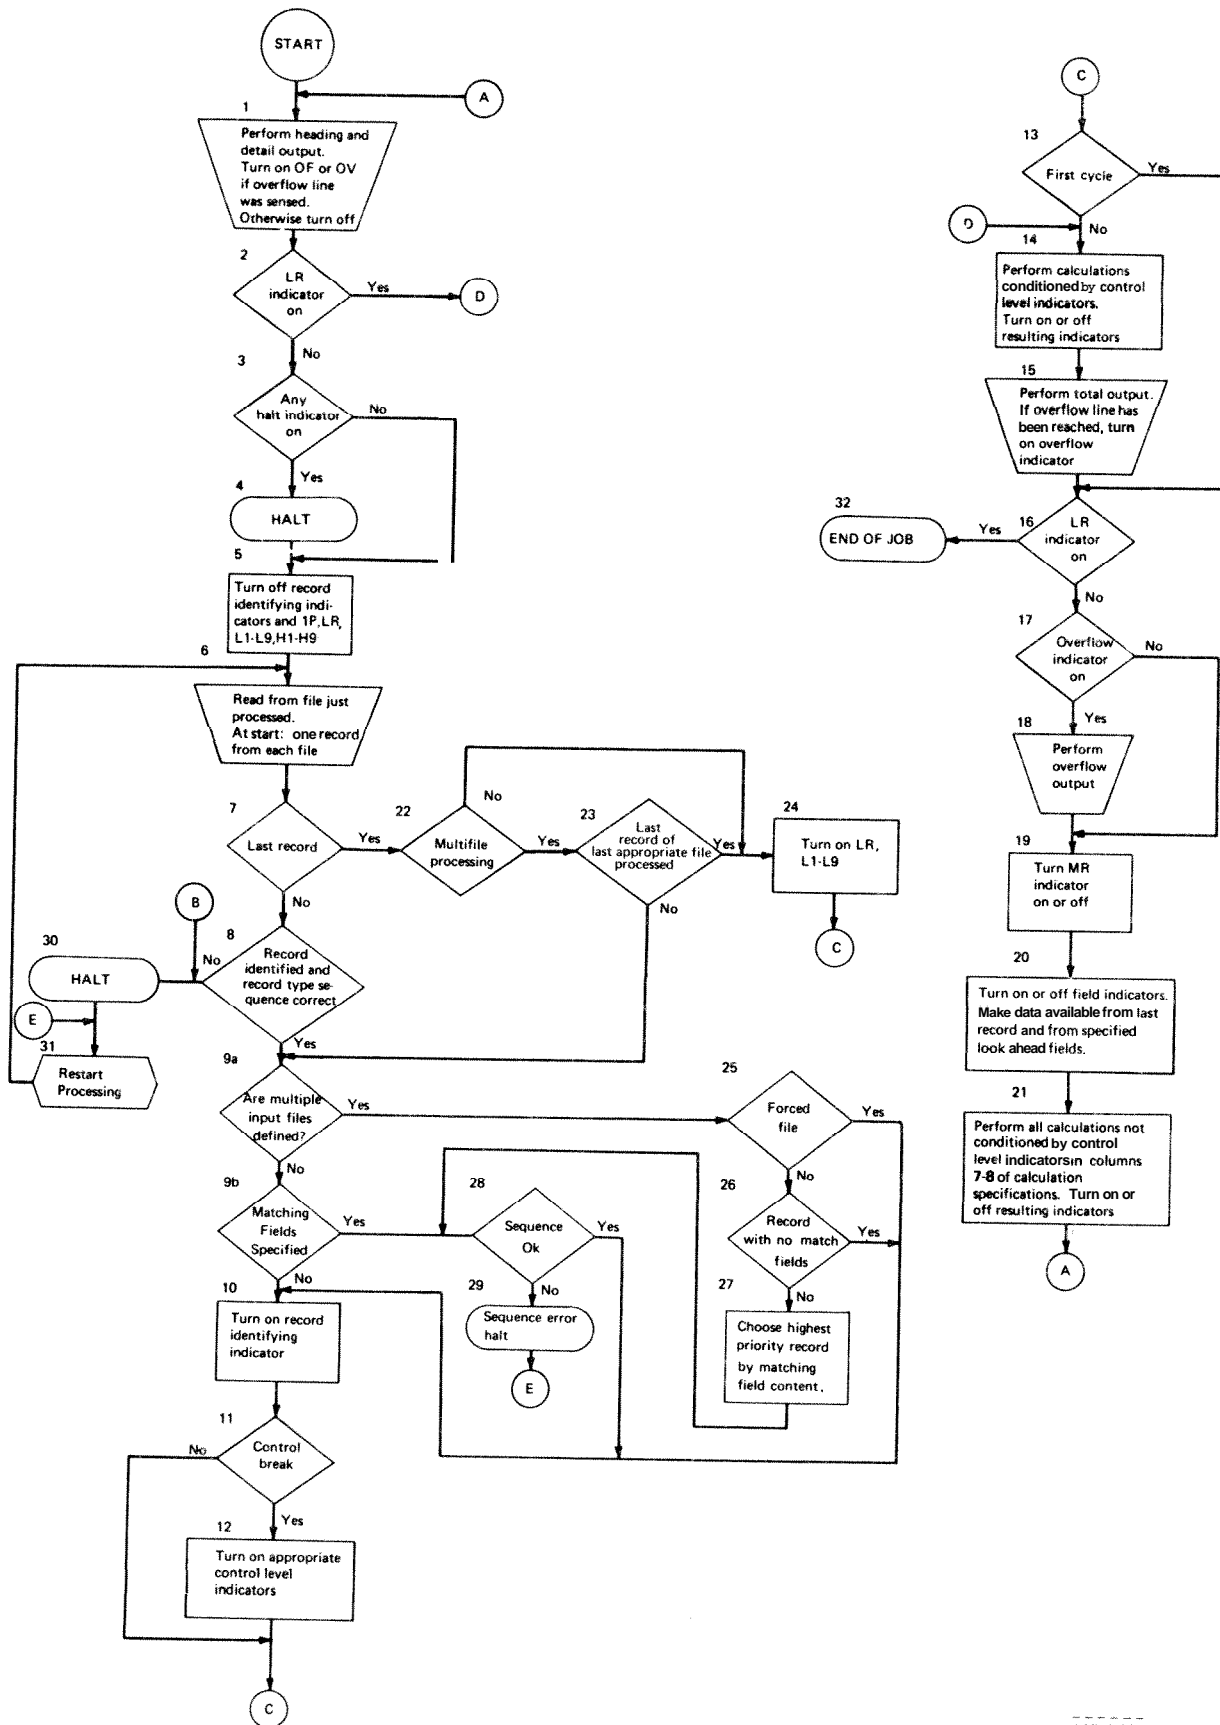 START
A
1
Perform heading and
detail output.
Turn on OF or OV
if overflow line
was sensed.
Otherwise turn off
2
LR
indicator
on
Yes
D
No
3
Any
halt indicator
on
No
Yes
4
HALT
5
Turn off record
identifying indi-
cators and 1P, LR,
L1-L9,H1-H9
6
Read from file just
processed.
At start: one record
from each file
7
Last record
Yes
22
Multifile
processing
No
Yes
23
Last
record of
last appropriate file
processed
Yes
24
Turn on LR,
L1-L9
C
No
No
B
8
Record
identified and
record type se-
quence correct
No
30
HALT
E
31
Restart
Processing
Yes
9a
Are multiple
input files
defined?
Yes
25
Forced
file
Yes
No
No
26
Record
with no match
fields
Yes
No
27
Choose highest
priority record
by matching
field content.
9b
Matching
Fields
Specified
Yes
28
Sequence
Ok
Yes
No
29
Sequence error
halt
E
No
10
Turn on record
identifying
indicator
11
Control
break
No
Yes
12
Turn on appropriate
control level
indicators
C
C
13
First cycle
Yes
D
No
14
Perform calculations
conditioned by control
level indicators.
Turn on or off
resulting indicators
15
Perform total output.
If overflow line has
been reached, turn
on overflow
indicator
32
END OF JOB
Yes
16
LR
indicator
on
No
17
Overflow
indicator
on
No
Yes
18
Perform
overflow
output
19
Turn MR
indicator
on or off
20
Turn on or off field indicators.
Make data available from last
record and from specified
look ahead fields.
21
Perform all calculations not
conditioned by control
level indicators in columns
7-8 of calculation
specifications. Turn on or
off resulting indicators
A